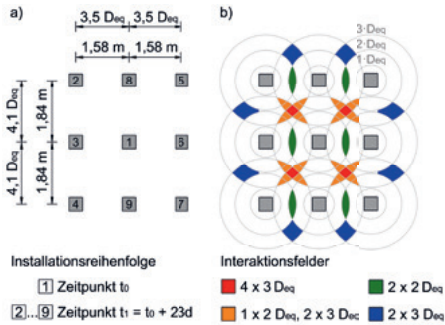 a)
3,5 Deq 3,5 Deq
1,58 m 1,58 m
4,1 Deq 1,84 m
4,1 Deq 1,84 m
2 8 5
3 1 6
4 9 7
Installationsreihenfolge
1 Zeitpunkt t0
2...9 Zeitpunkt t1 = t0 + 23d
b)
3· Deq
2· Deq
1· Deq
Interaktionsfelder
4 x 3 Deq
2 x 2 Deq
1 x 2 Deq, 2 x 3 Deq
2 x 3 Deq